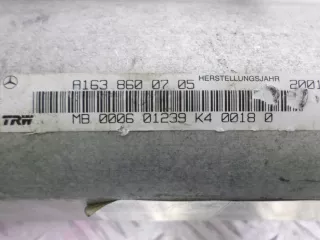 A163 860 07 05 HERSTELLUNGSJAHR 2001
TRW MB 0006 01239 K4 0018 0